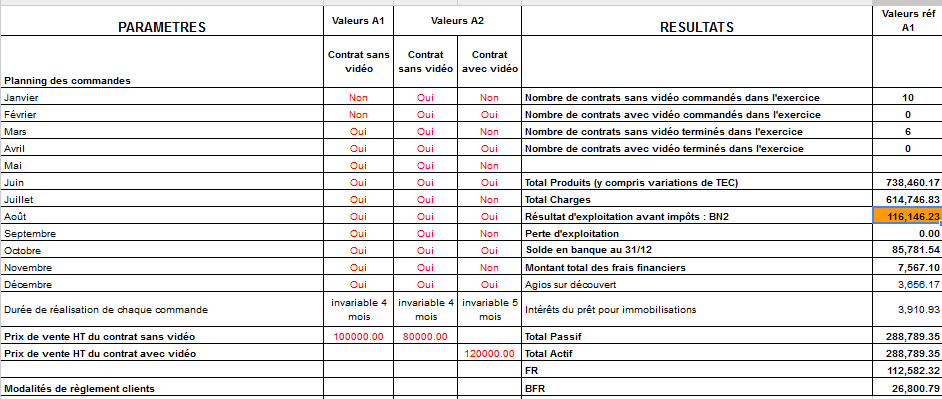 PARAMETRES Valeurs A1 Valeurs A2 RESULTATS Valeurs réf A1
Planning des commandes Contrat sans vidéo Contrat sans vidéo Contrat avec vidéo
Janvier Non Oui Non Nombre de contrats sans vidéo commandés dans l'exercice 10
Février Non Oui Oui Nombre de contrats avec vidéo commandés dans l'exercice 0
Mars Oui Oui Non Nombre de contrats sans vidéo terminés dans l'exercice 6
Avril Oui Oui Oui Nombre de contrats avec vidéo terminés dans l'exercice 0
Mai Oui Oui Non
Juin Oui Oui Oui Total Produits (y compris variations de TEC) 738,460.17
Juillet Oui Oui Non Total Charges 614,746.83
Août Oui Oui Oui Résultat d'exploitation avant impôts : BN2 116,146.23
Septembre Oui Oui Non Perte d'exploitation 0.00
Octobre Oui Oui Oui Solde en banque au 31/12 85,781.54
Novembre Oui Oui Non Montant total des frais financiers 7,567.10
Décembre Oui Oui Oui Agios sur découvert 3,656.17
Durée de réalisation de chaque commande invariable 4 mois invariable 4 mois invariable 5 mois Intérêts du prêt pour immobilisations 3,910.93
Prix de vente HT du contrat sans vidéo 100000.00 80000.00 Total Passif 288,789.35
Prix de vente HT du contrat avec vidéo 120000.00 Total Actif 288,789.35
FR 112,582.32
Modalités de règlement clients BFR 26,800.79